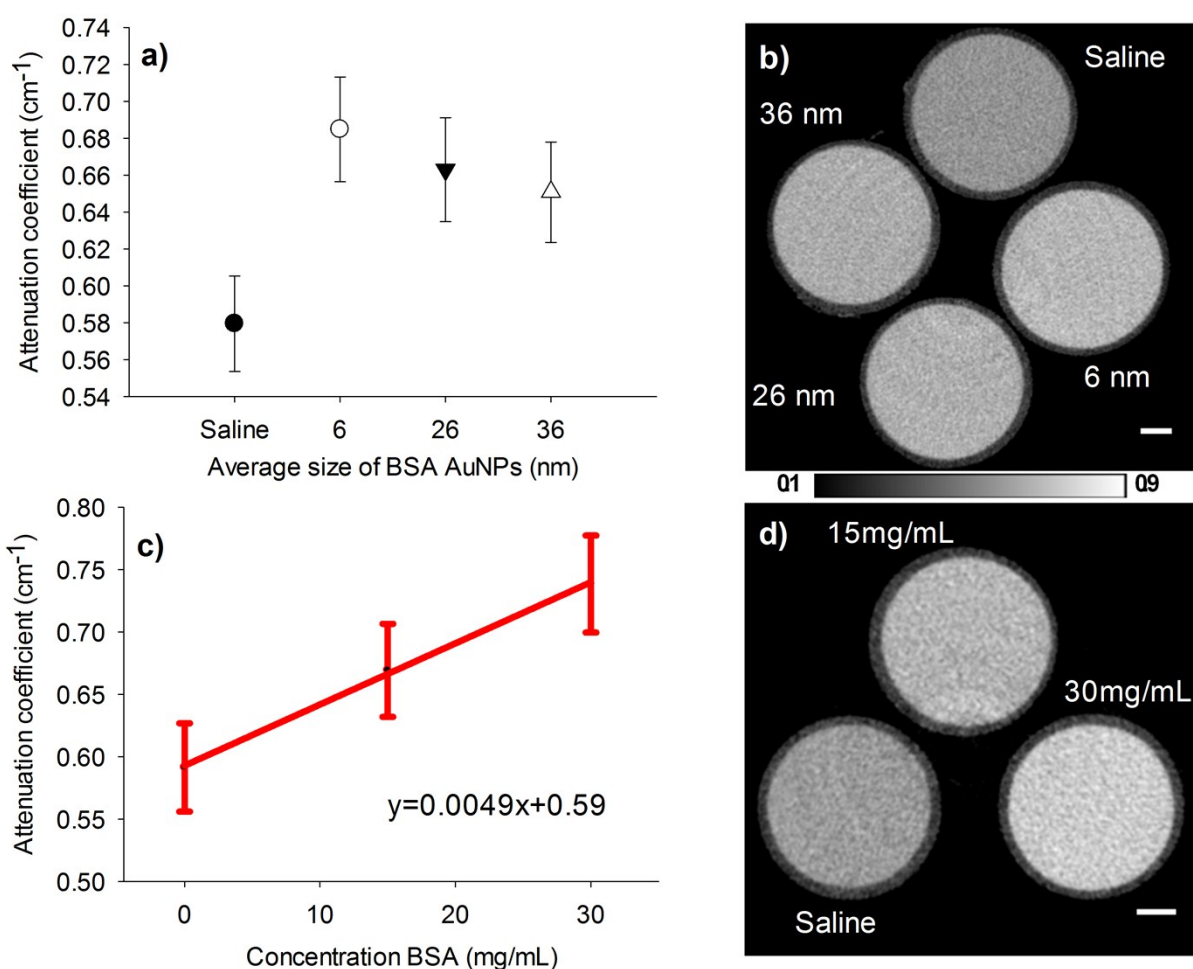 a)
Attenuation coefficient (cm⁻¹)
0.74
0.72
0.70
0.68
0.66
0.64
0.62
0.60
0.58
0.56
0.54
Saline 6 26 36
Average size of BSA AuNPs (nm)
b)
Saline
36 nm
26 nm
6 nm
0.1 0.9
c)
Attenuation coefficient (cm⁻¹)
0.80
0.75
0.70
0.65
0.60
0.55
0.50
y=0.0049x+0.59
0 10 20 30
Concentration BSA (mg/mL)
d)
15mg/mL
30mg/mL
Saline